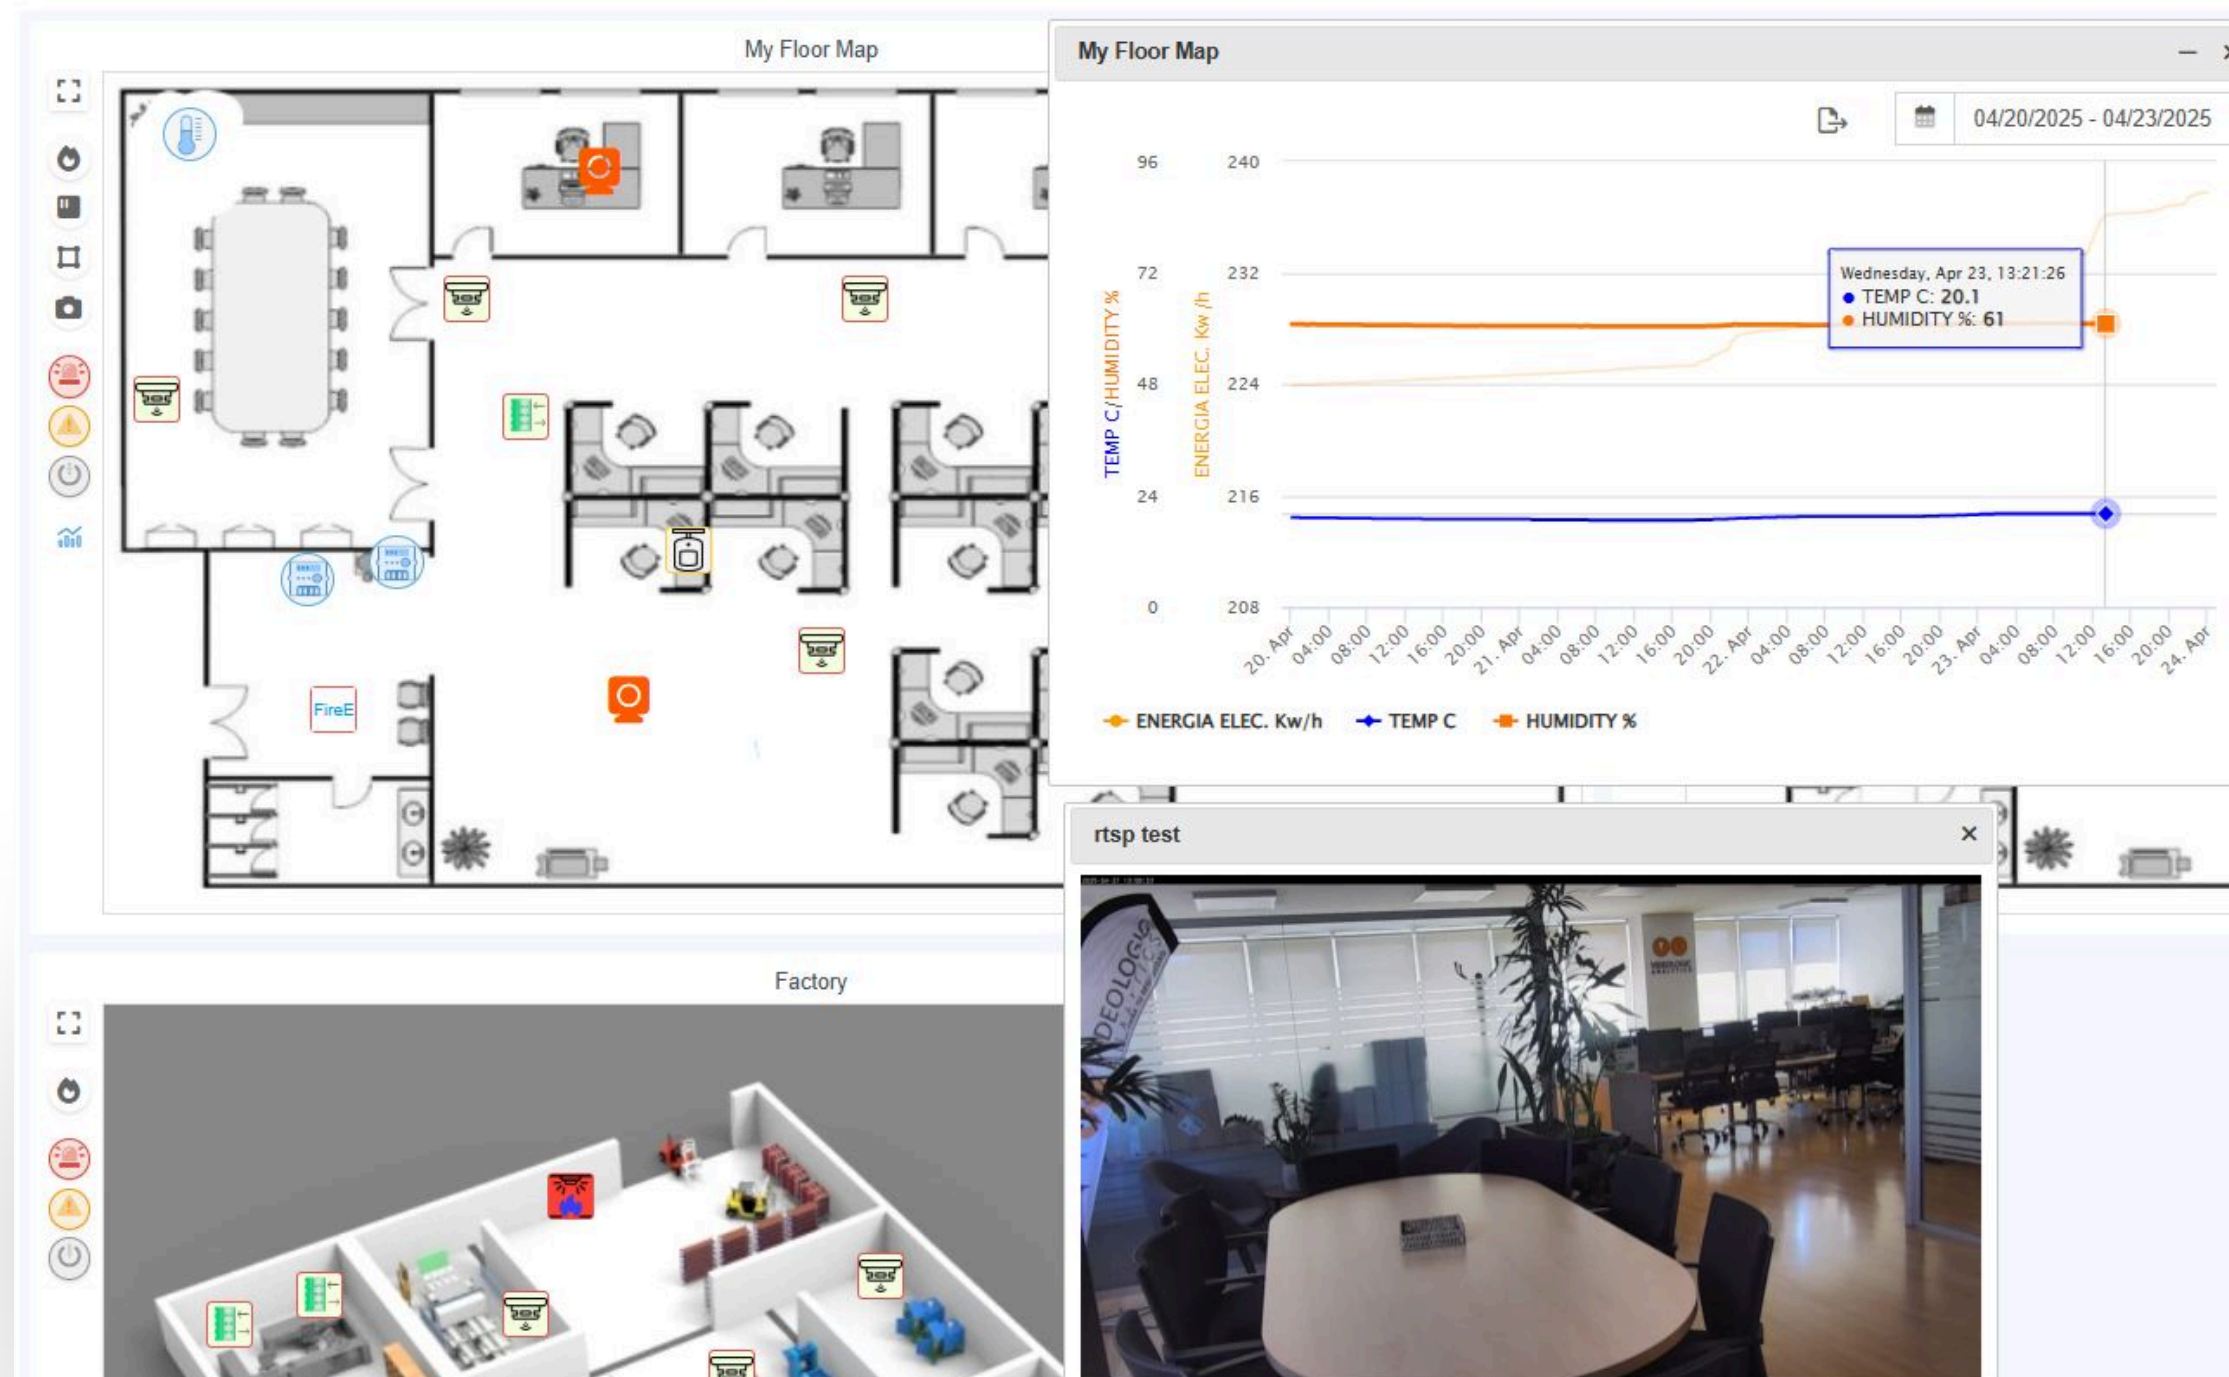 My Floor Map
FireE
My Floor Map
04/20/2025 - 04/23/2025
TEMP C/HUMIDITY %
96
72
48
24
0
ENERGIA ELEC. Kw/h
240
232
224
216
208
Wednesday, Apr 23, 13:21:26
TEMP C: 20.1
HUMIDITY %: 61
20. Apr
04:00
08:00
12:00
16:00
20:00
21. Apr
04:00
08:00
12:00
16:00
20:00
22. Apr
04:00
08:00
12:00
16:00
20:00
23. Apr
04:00
08:00
12:00
16:00
20:00
24. Apr
ENERGIA ELEC. Kw/h
TEMP C
HUMIDITY %
rtsp test
DEOLOGIC
VIDEOLOGIC
ANALYTICS
Factory